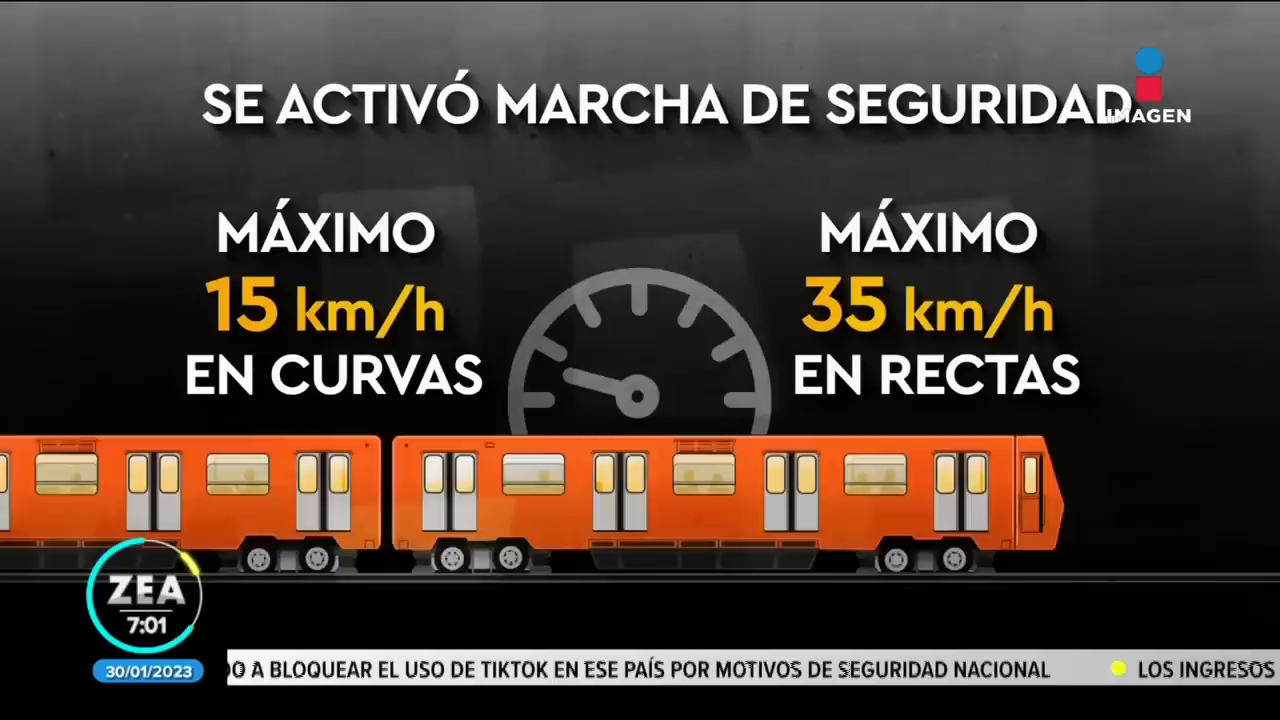 SE ACTIVÓ MARCHA DE SEGURIDAD
IMAGEN
MÁXIMO
15 km/h
EN CURVAS
MÁXIMO
35 km/h
EN RECTAS
ZEA
7:01
30/01/2023
DO A BLOQUEAR EL USO DE TIKTOK EN ESE PAÍS POR MOTIVOS DE SEGURIDAD NACIONAL
LOS INGRESOS